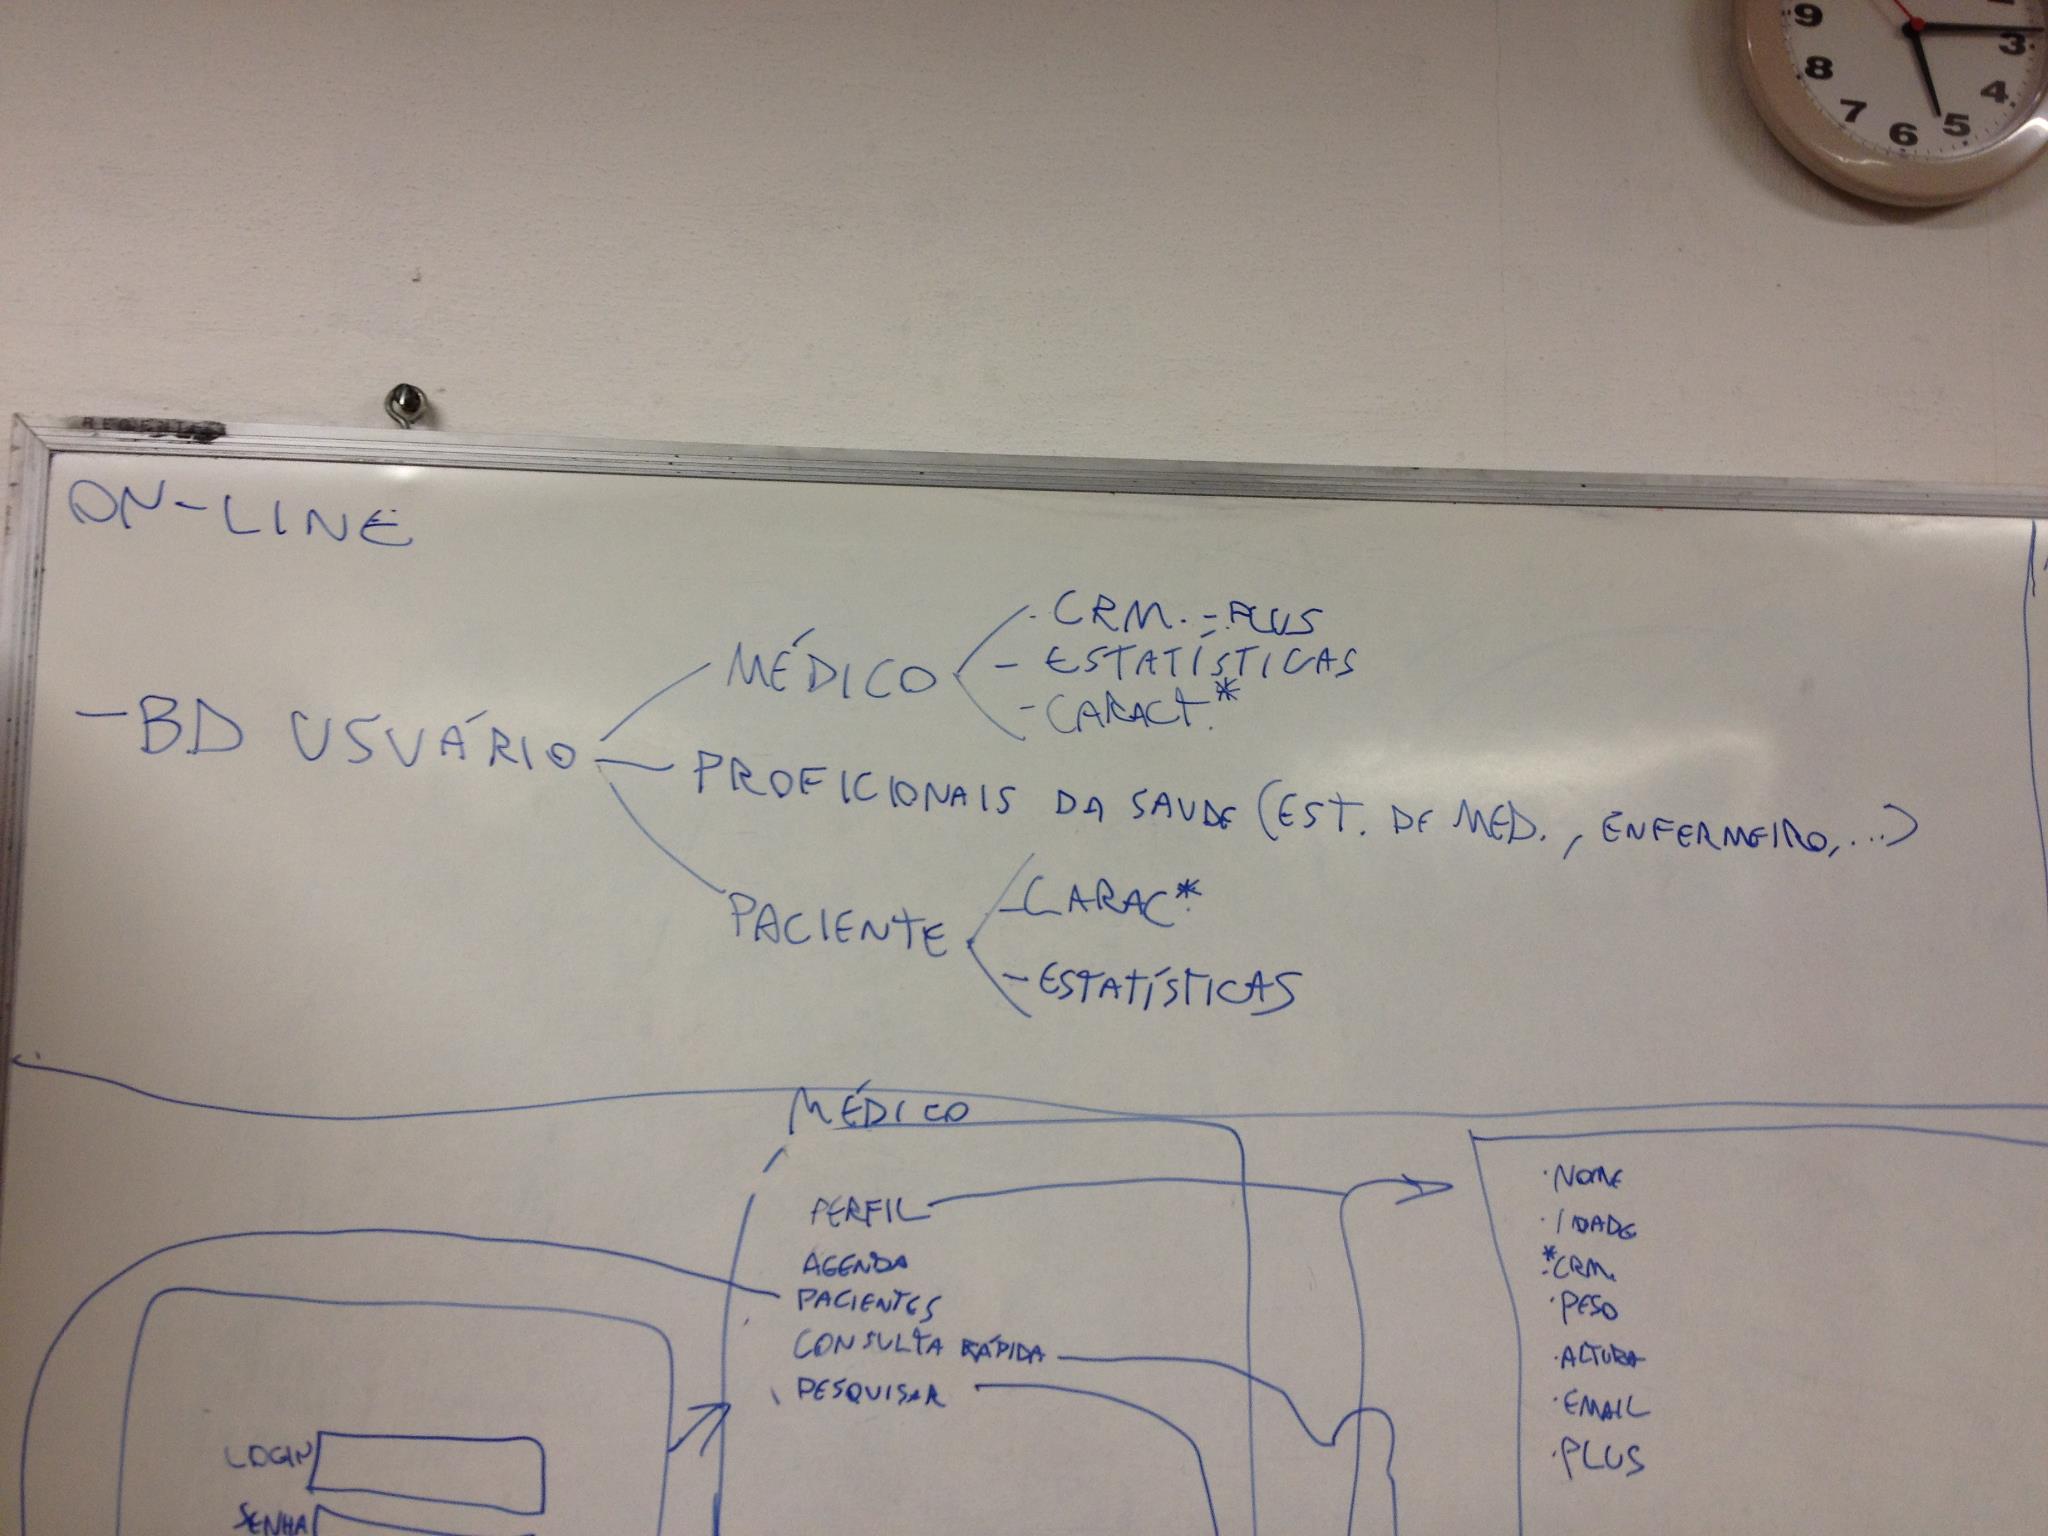 9
3
8
4
7
6
5
ON-LINE
- BD USUÁRIO
MÉDICO
· CRM. - PLUS
- ESTATÍSTICAS
- CARACT.*
PROFICIONAIS DA SAUDE (EST. DE MED., ENFERMEIRO, ...)
PACIENTE
- CARAC*.
- ESTATÍSTICAS
MÉDICO
PERFIL
AGENDA
PACIENTES
CONSULTA RÁPIDA
PESQUISAR
LOGIN
SENHA
· NOME
· IDADE
*· CRM.
· PESO
· ALTURA
· EMAIL
· PLUS